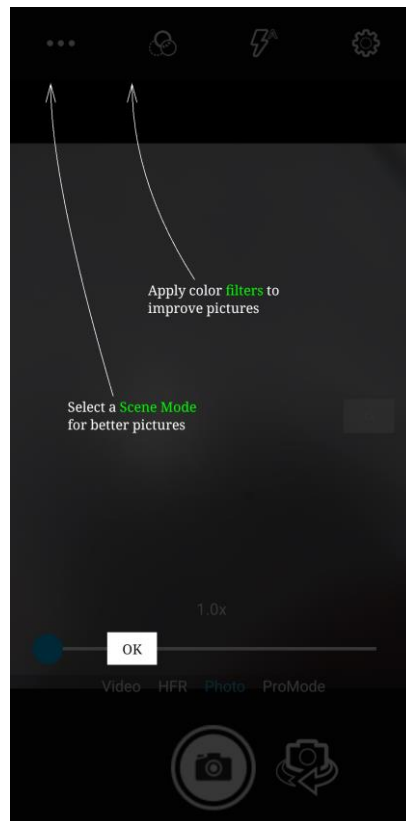 A
Apply color filters to
improve pictures
Select a Scene Mode
for better pictures
1.0x
OK
Video HFR Photo ProMode